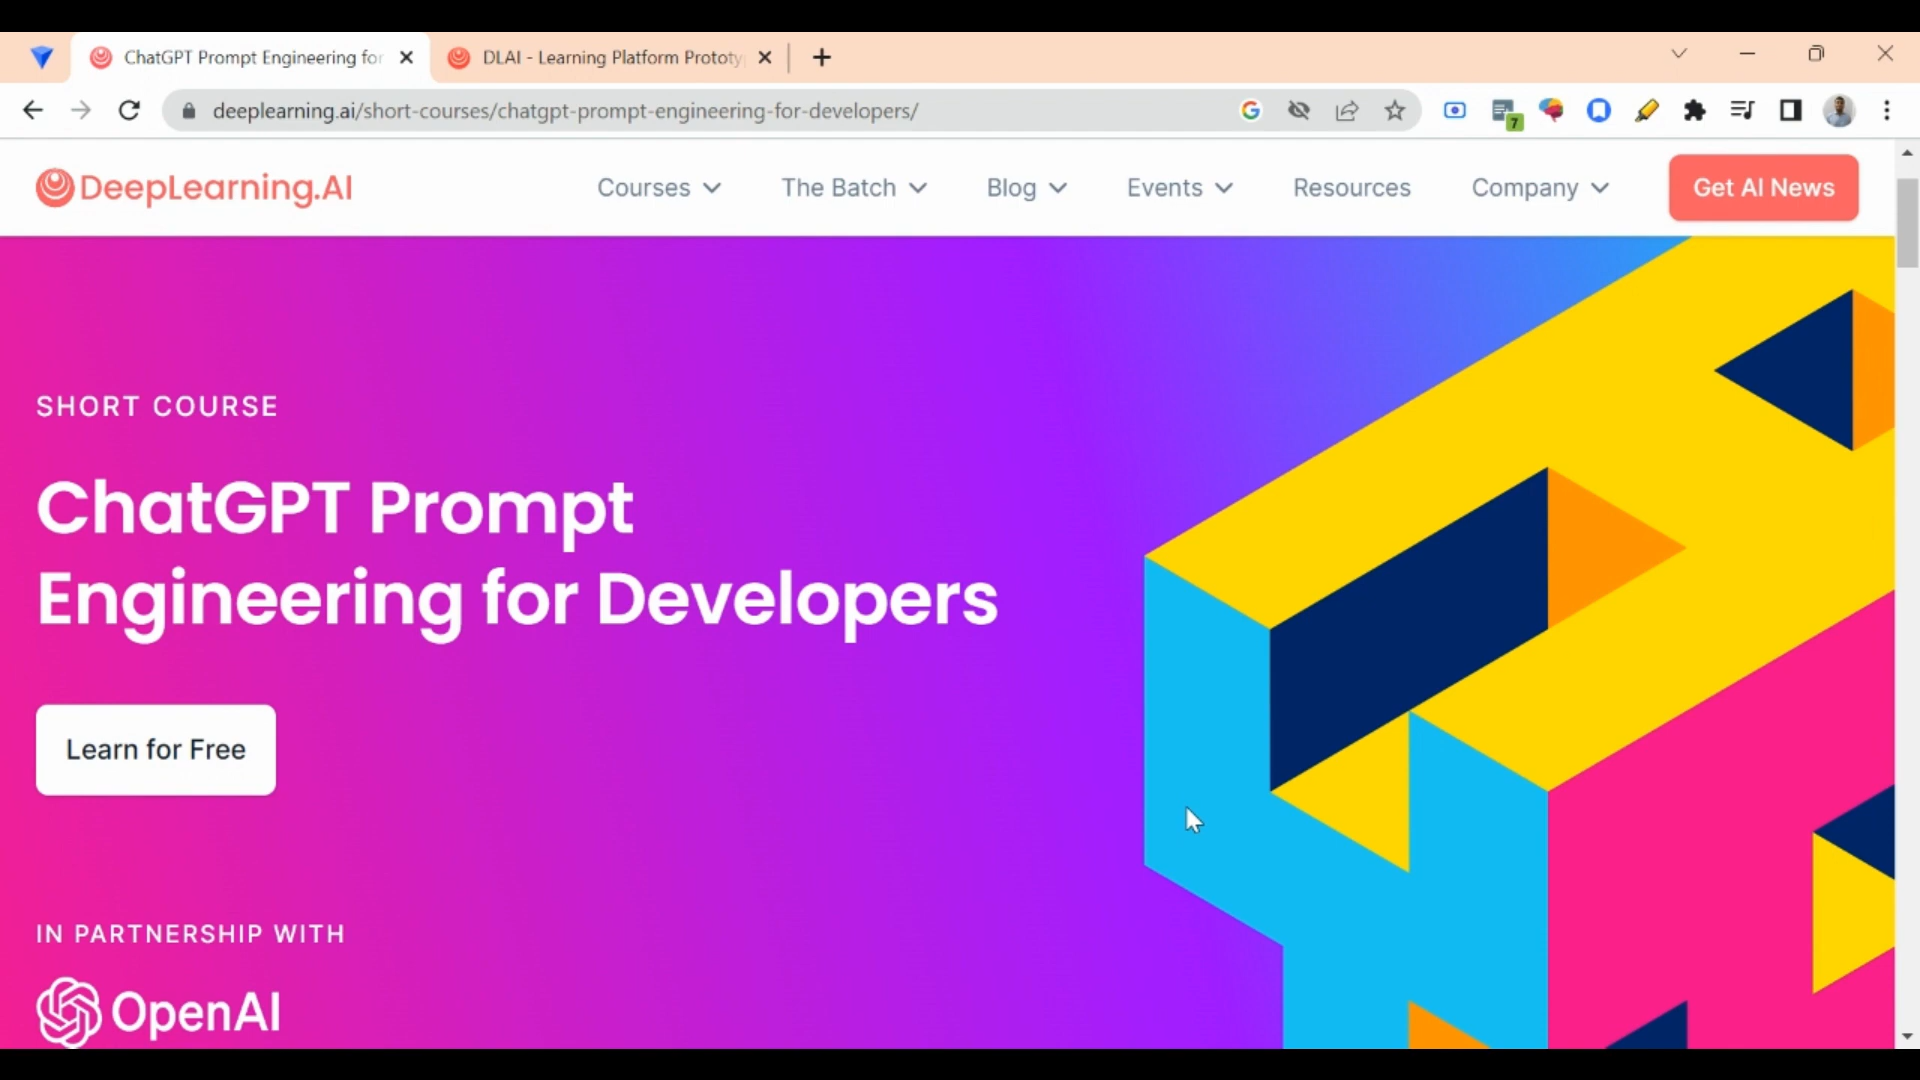 ChatGPT Prompt Engineering for
DLAI - Learning Platform Prototy
deeplearning.ai/short-courses/chatgpt-prompt-engineering-for-developers/
7
DeepLearning.AI
Courses
The Batch
Blog
Events
Resources
Company
Get AI News
SHORT COURSE
ChatGPT Prompt
Engineering for Developers
Learn for Free
IN PARTNERSHIP WITH
OpenAI